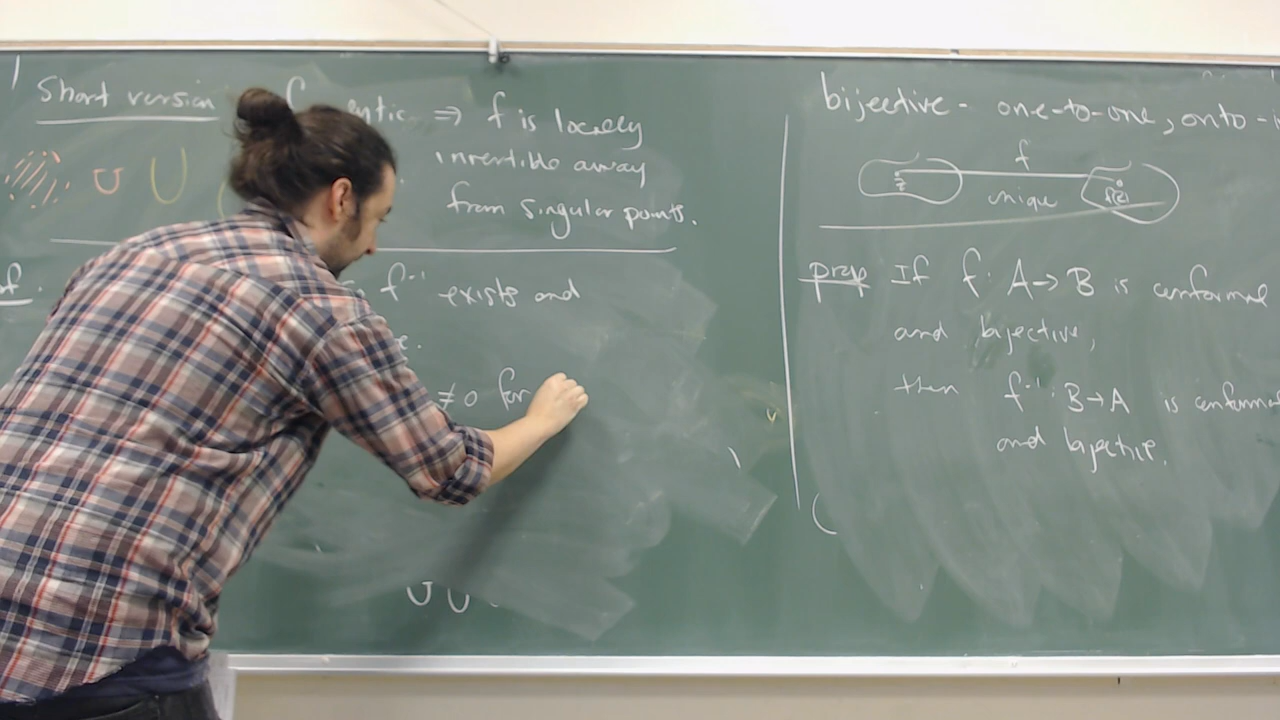 Short version
f
ntic ⇒ f is locally
invertible away
from singular points.
f⁻¹ exists and
≠ 0 for
bijective - one-to-one, onto -
f
z
unique
f(z)
prop If f: A→B is conformal
and bijective,
then f⁻¹: B→A is conformal
and bijective.